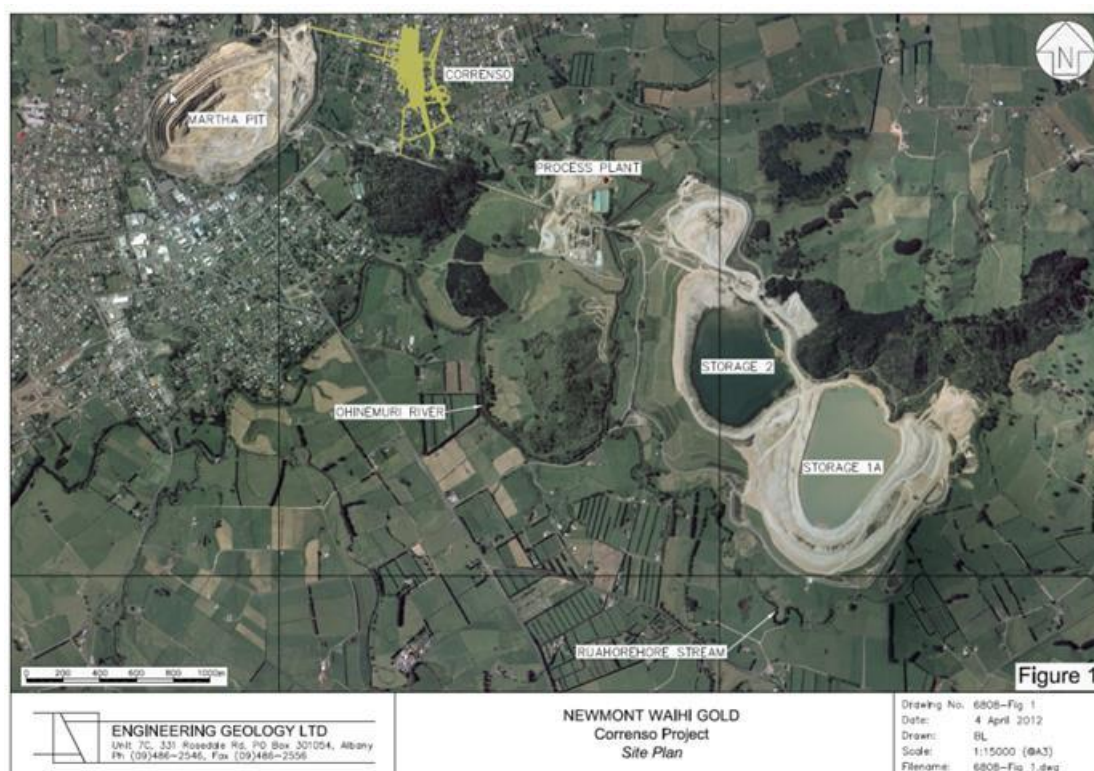 N
CORRENSO
MARTHA PIT
PROCESS PLANT
STORAGE 2
OHINEMURI RIVER
STORAGE 1A
RUAHOREHORE STREAM
0 200 400 600 800 1000m
Figure 1
ENGINEERING GEOLOGY LTD
Unit 7C, 331 Rosedale Rd, PO Box 301054, Albany
Ph (09)486-2546, Fax (09)486-2556
NEWMONT WAIHI GOLD
Correnso Project
Site Plan
Drawing No. 6808-Fig 1
Date: 4 April 2012
Drawn: BL
Scale: 1:15000 (@A3)
Filename: 6808-Fig 1.dwg